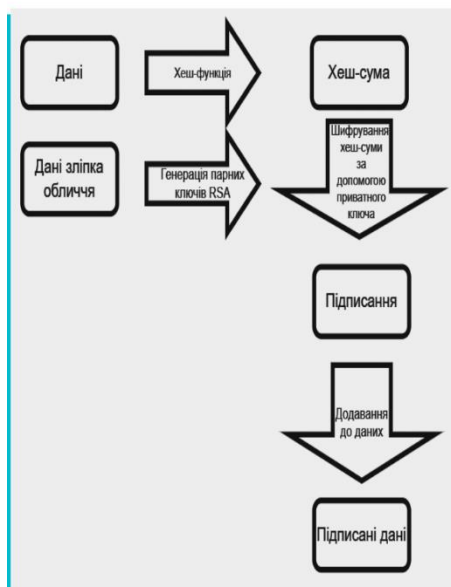 Дані
Хеш-функція
Хеш-сума
Дані зліпка
обличчя
Генерація парних
ключів RSA
Шифрування
хеш-суми
за
допомогою
приватного
ключа
Підписання
Додавання
до даних
Підписані дані